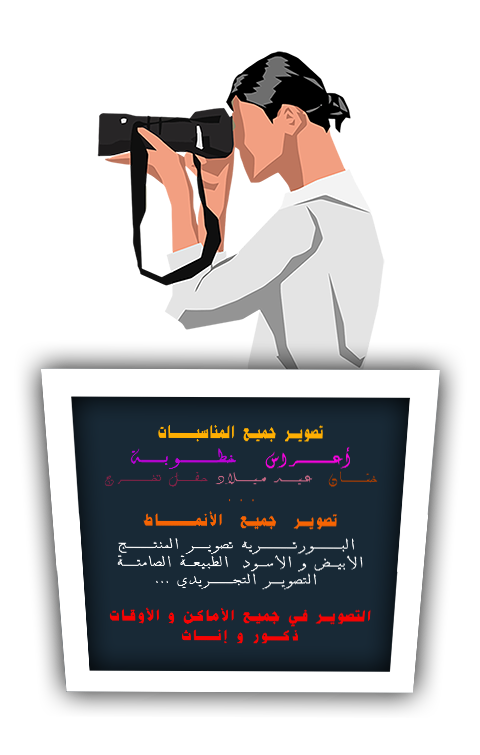 تصوير جميع المناسبات
أعراس خطوبة
ختان عيد ميلاد حفل تخرج
...
تصوير جميع الأنماط
البورتريه تصوير المنتج
الأبيض و الأسود الطبيعة الصامتة
التصوير التجريدي ...
التصوير في جميع الأماكن و الأوقات
ذكور و إناث